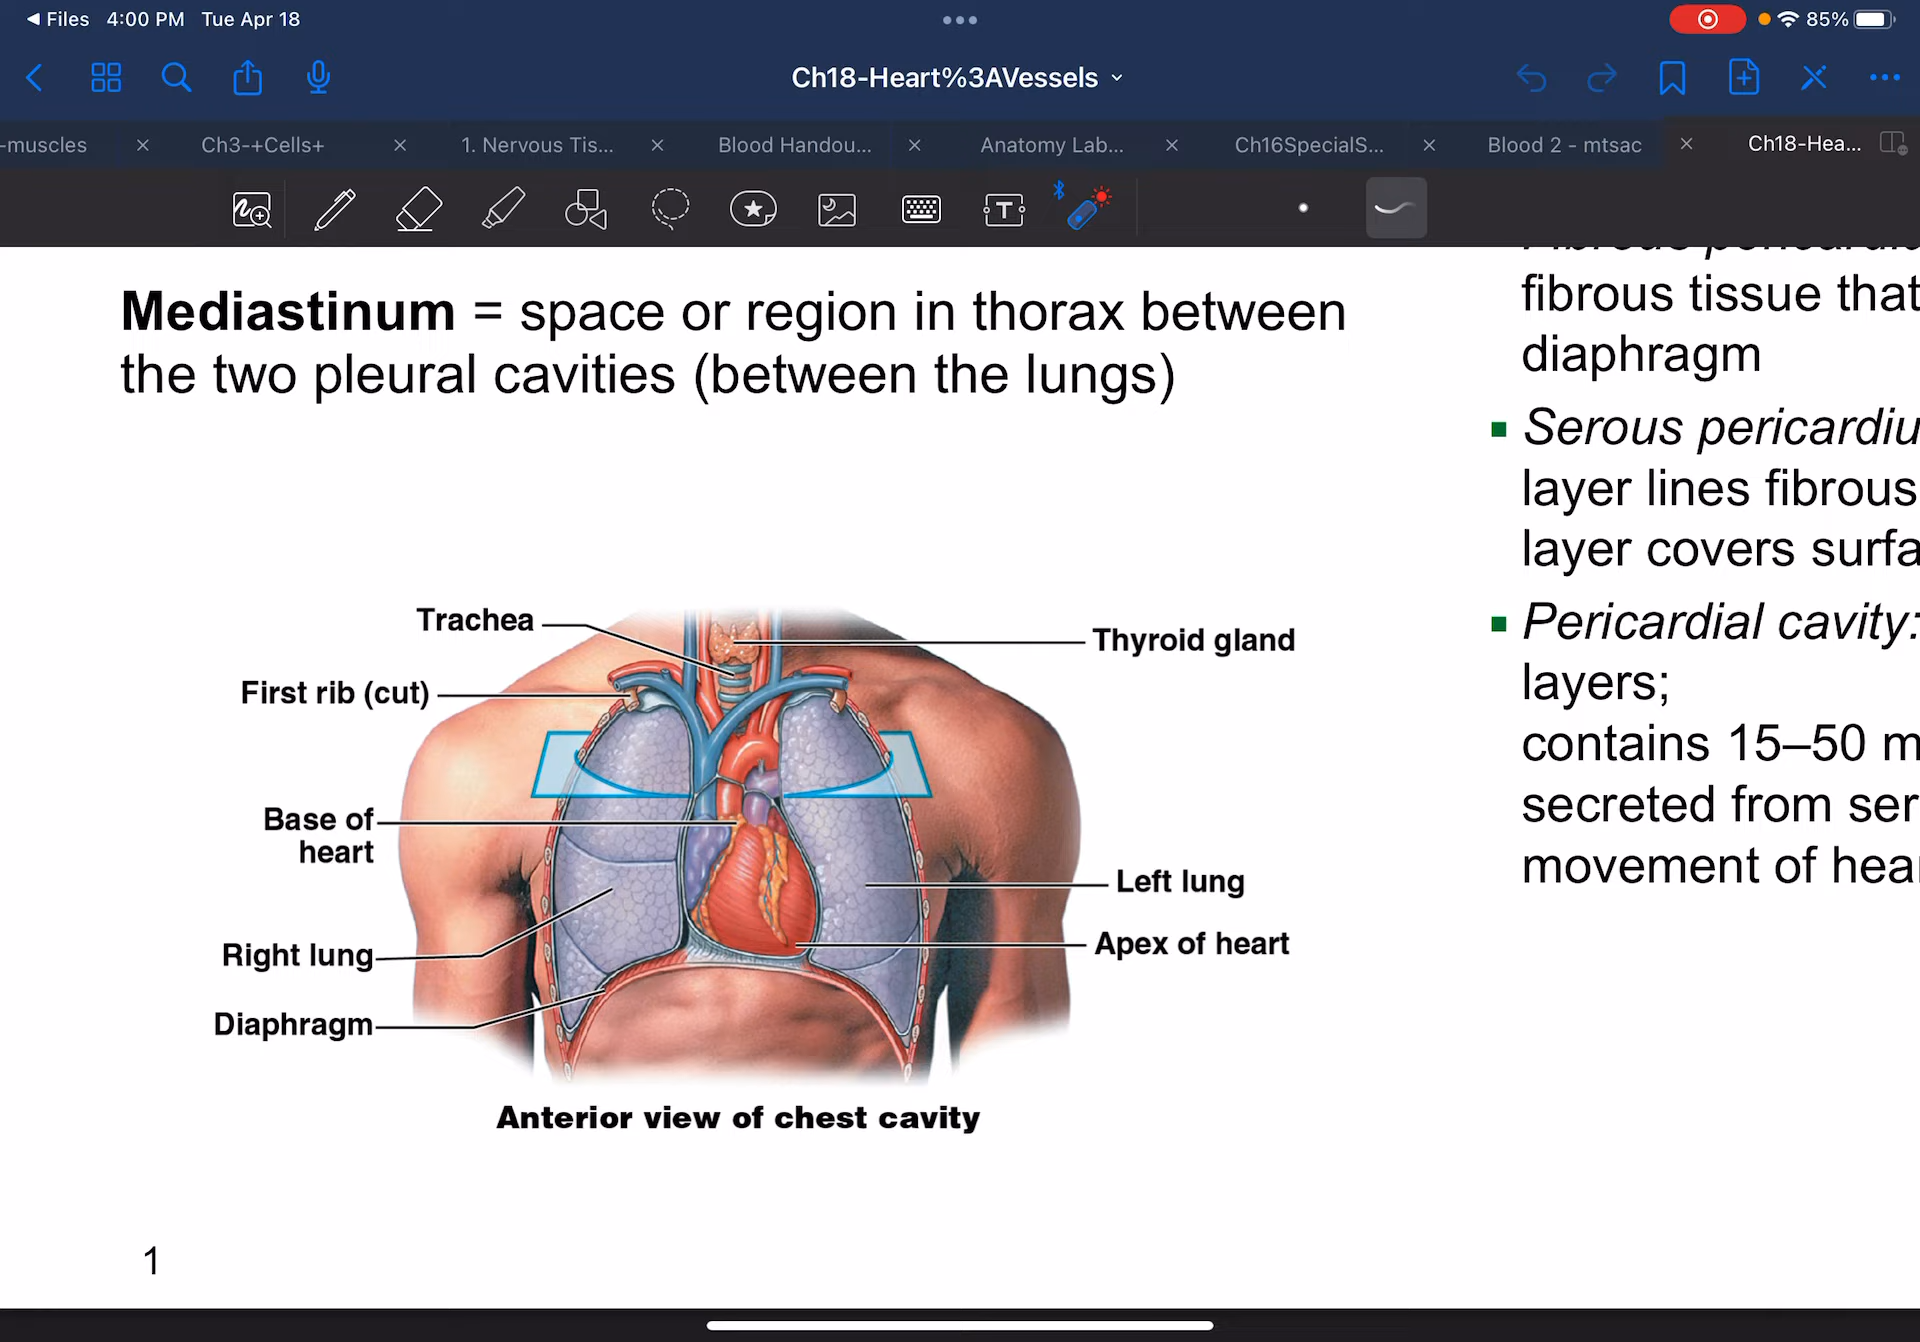 Files 4:00 PM Tue Apr 18
85%
Ch18-Heart%3AVessels
-muscles
Ch3-+Cells+
1. Nervous Tis...
Blood Handou...
Anatomy Lab...
Ch16SpecialS...
Blood 2 - mtsac
Ch18-Hea...
T
Mediastinum = space or region in thorax between
the two pleural cavities (between the lungs)
Trachea
Thyroid gland
First rib (cut)
Base of
heart
Left lung
Right lung
Apex of heart
Diaphragm
Anterior view of chest cavity
1
fibrous tissue that
diaphragm
Serous pericardiu
layer lines fibrous
layer covers surfa
Pericardial cavity:
layers;
contains 15–50 m
secreted from ser
movement of hear